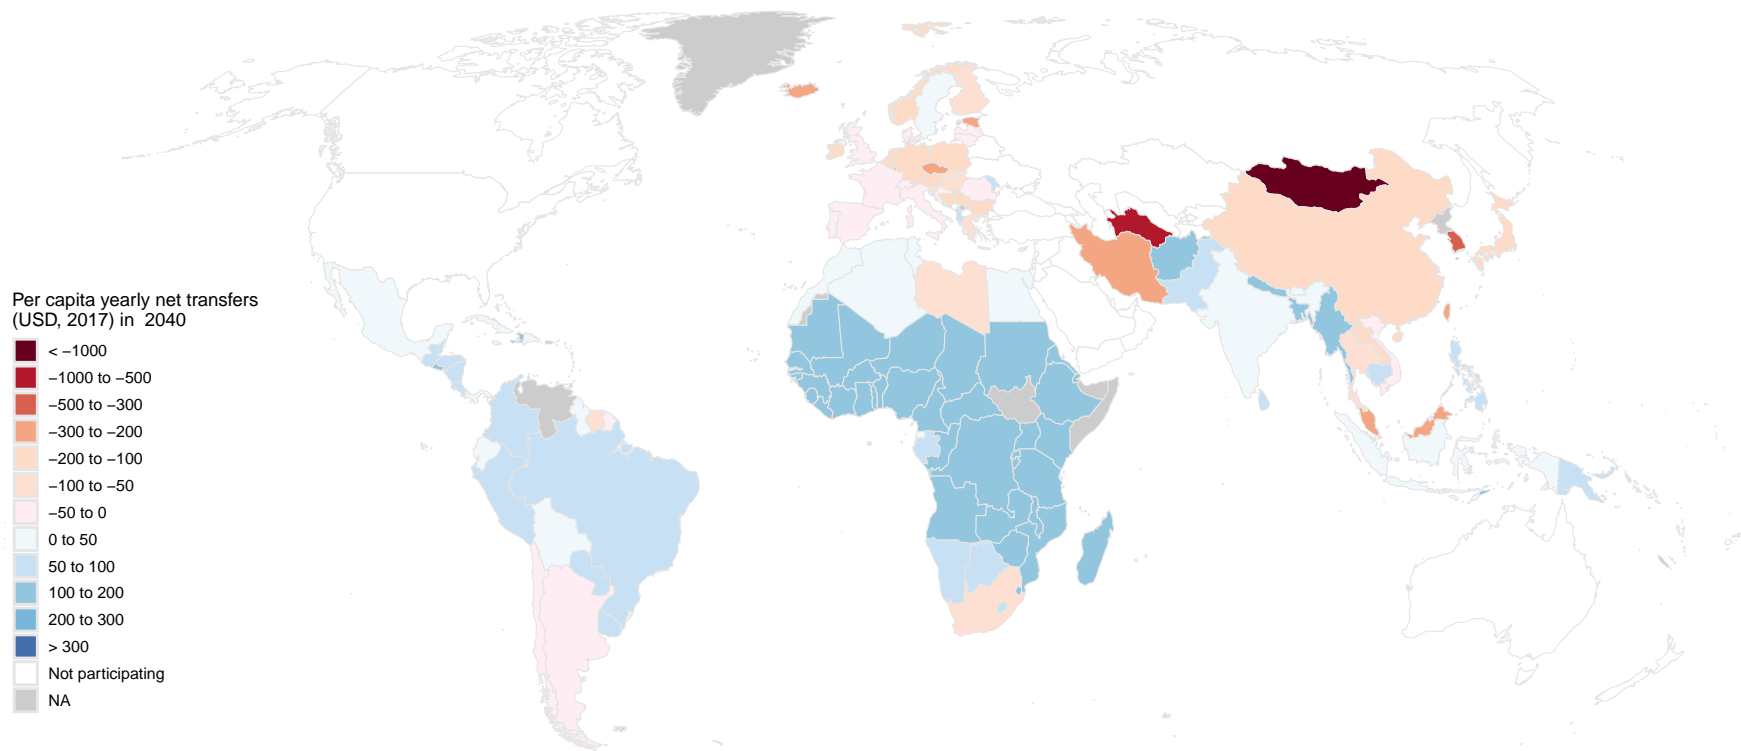 Per capita yearly net transfers
(USD, 2017) in  2040
< −1000
−1000 to −500
−500 to −300
−300 to −200
−200 to −100
−100 to −50
−50 to 0
0 to 50
50 to 100
100 to 200
200 to 300
> 300
Not participating
NA